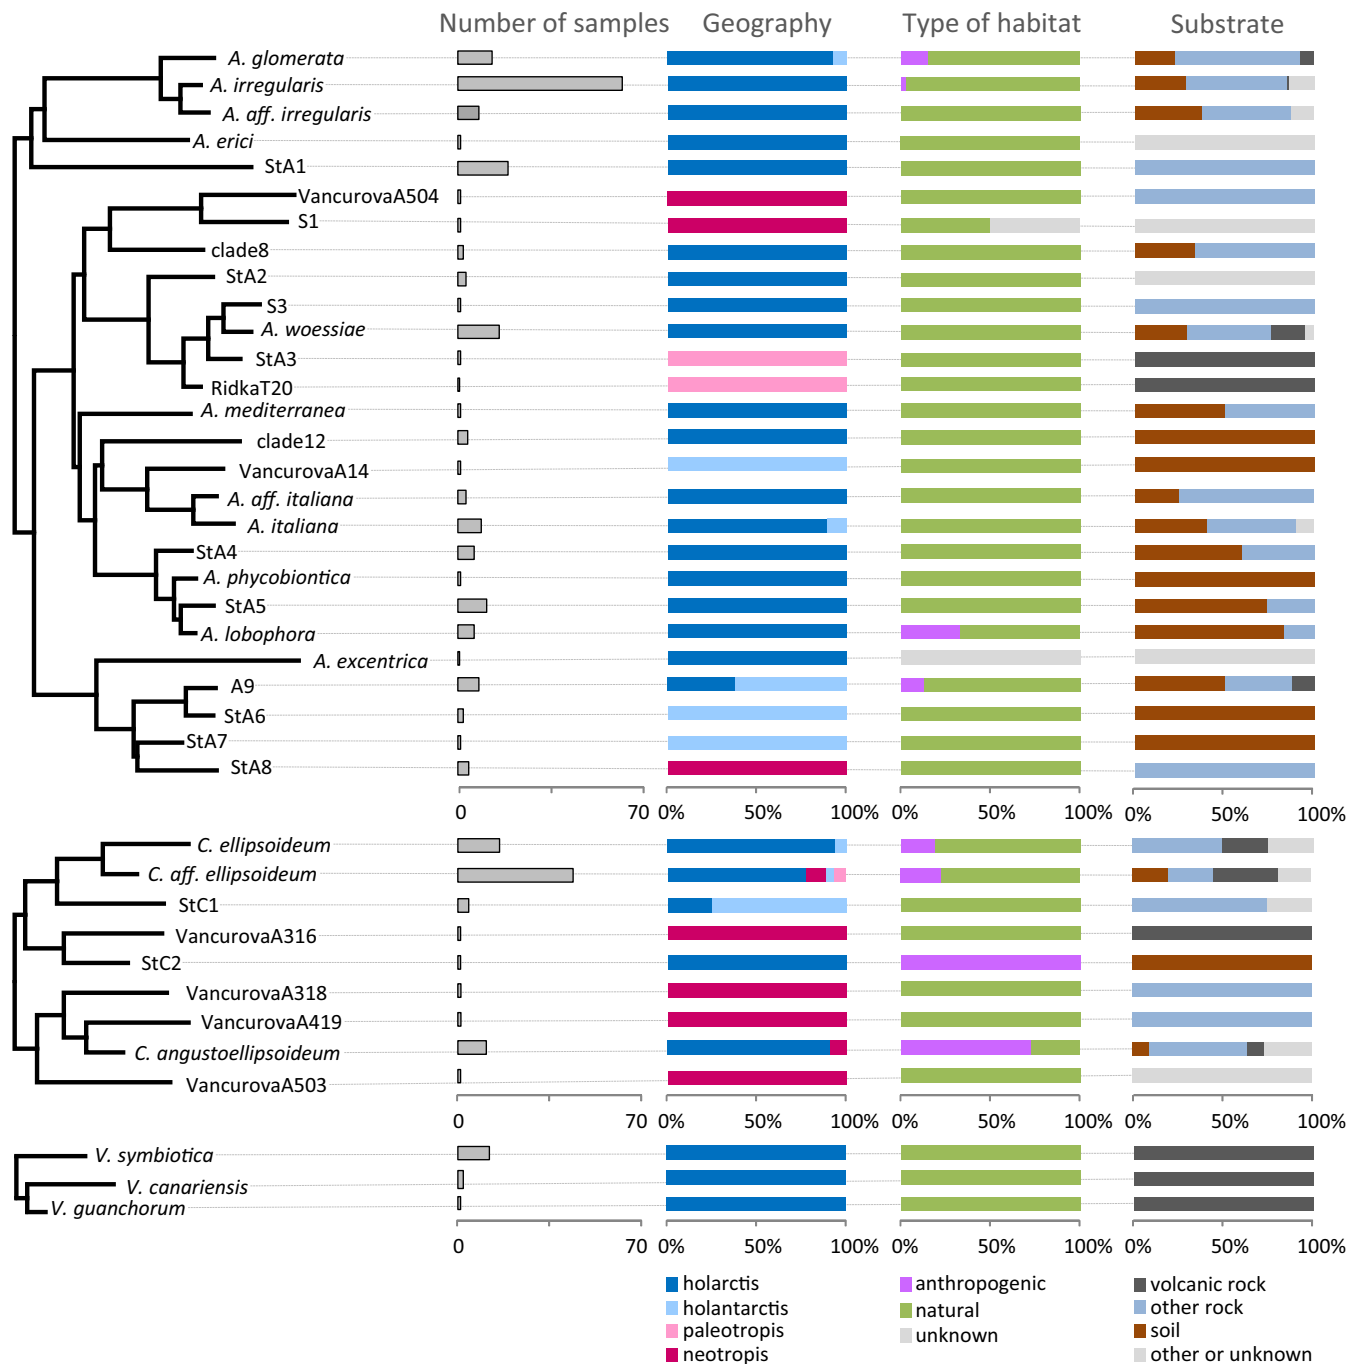 Number of samples Geography Type of habitat Substrate
A. glomerata
A. irregularis
A. aff. irregularis
A. erici
StA1
VancurovaA504
S1
clade8
StA2
S3
A. woessiae
StA3
RidkaT20
A. mediterranea
clade12
VancurovaA14
A. aff. italiana
A. italiana
StA4
A. phycobiontica
StA5
A. lobophora
A. excentrica
A9
StA6
StA7
StA8
0 70 0% 50% 100% 0% 50% 100% 0% 50% 100%
C. ellipsoideum
C. aff. ellipsoideum
StC1
VancurovaA316
StC2
VancurovaA318
VancurovaA419
C. angustoellipsoideum
VancurovaA503
0 70 0% 50% 100% 0% 50% 100% 0% 50% 100%
V. symbiotica
V. canariensis
V. guanchorum
0 70 0% 50% 100% 0% 50% 100% 0% 50% 100%
holarctis anthropogenic volcanic rock
holantarctis natural other rock
paleotropis unknown soil
neotropis other or unknown